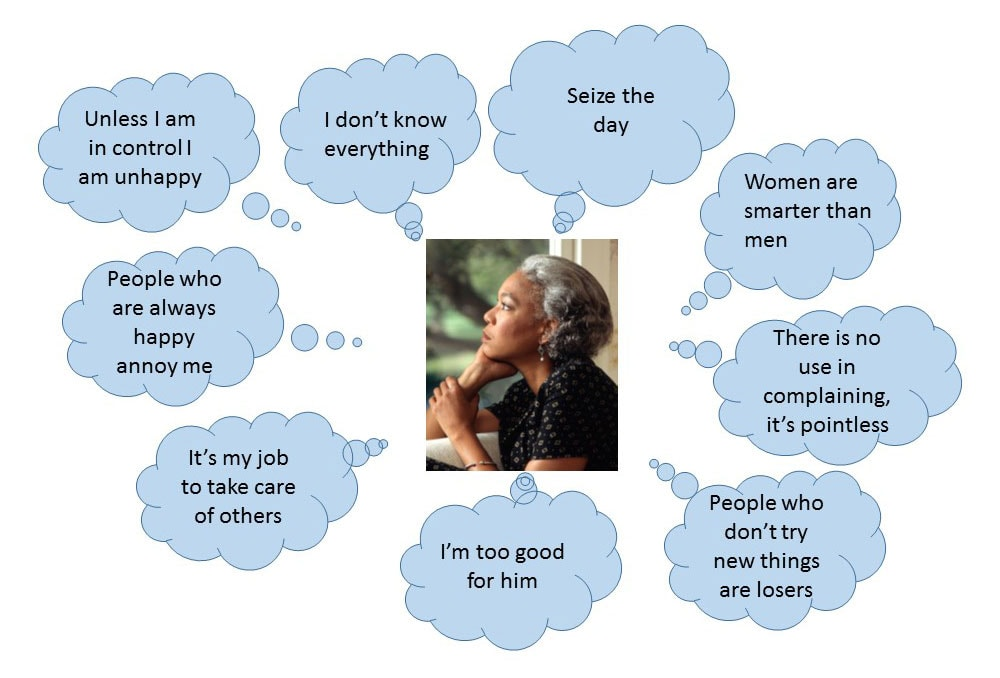 Unless I am
in control I
am unhappy
I don't know
everything
Seize the
day
Women are
smarter than
men
People who
are always
happy
annoy me
There is no
use in
complaining,
it's pointless
It's my job
to take care
of others
I'm too good
for him
People who
don't try
new things
are losers